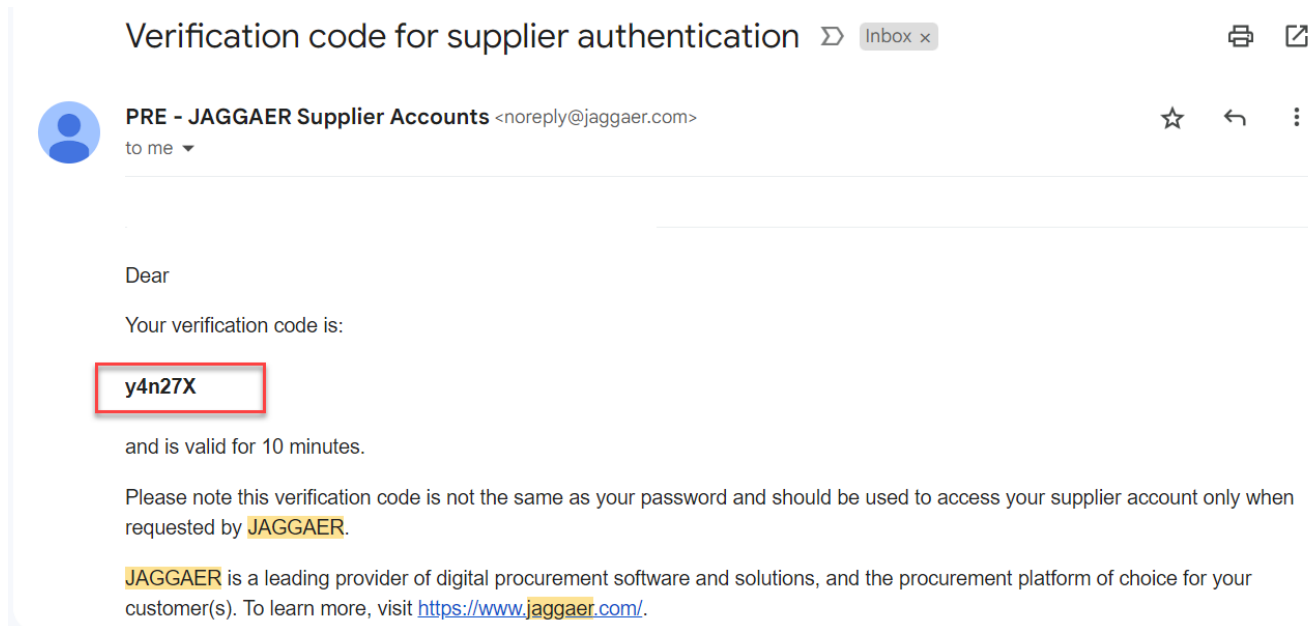 Verification code for supplier authentication Inbox ×
PRE - JAGGAER Supplier Accounts <noreply@jaggaer.com>
to me
Dear
Your verification code is:
y4n27X
and is valid for 10 minutes.
Please note this verification code is not the same as your password and should be used to access your supplier account only when
requested by JAGGAER.
JAGGAER is a leading provider of digital procurement software and solutions, and the procurement platform of choice for your
customer(s). To learn more, visit https://www.jaggaer.com/.